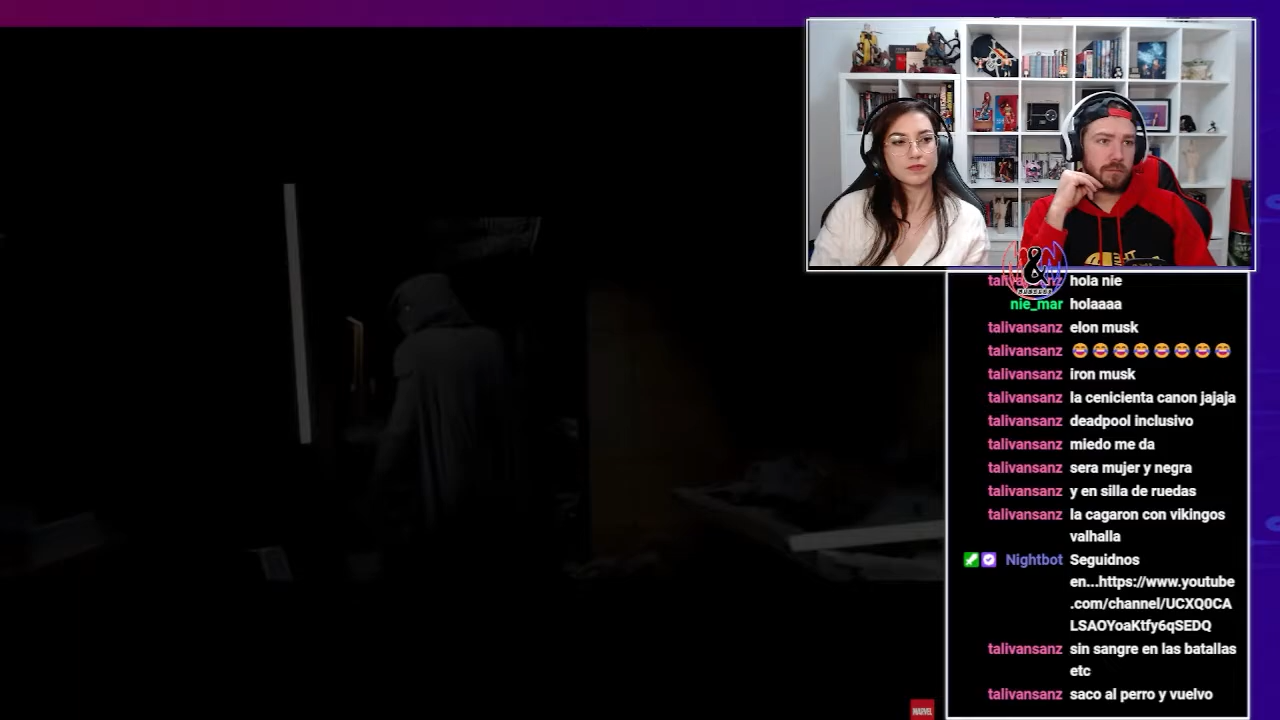 hola nie
nie_mar holaaaa
talivansanz elon musk
talivansanz 😂😂😂😂😂😂😂😂
talivansanz iron musk
talivansanz la cenicienta canon jajaja
talivansanz deadpool inclusivo
talivansanz miedo me da
talivansanz sera mujer y negra
talivansanz y en silla de ruedas
talivansanz la cagaron con vikingos
valhalla
Nightbot Seguidnos
en...https://www.youtube
.com/channel/UCXQ0CA
LSAOYoaKtfy6qSEDQ
talivansanz sin sangre en las batallas
etc
talivansanz saco al perro y vuelvo
MARVEL